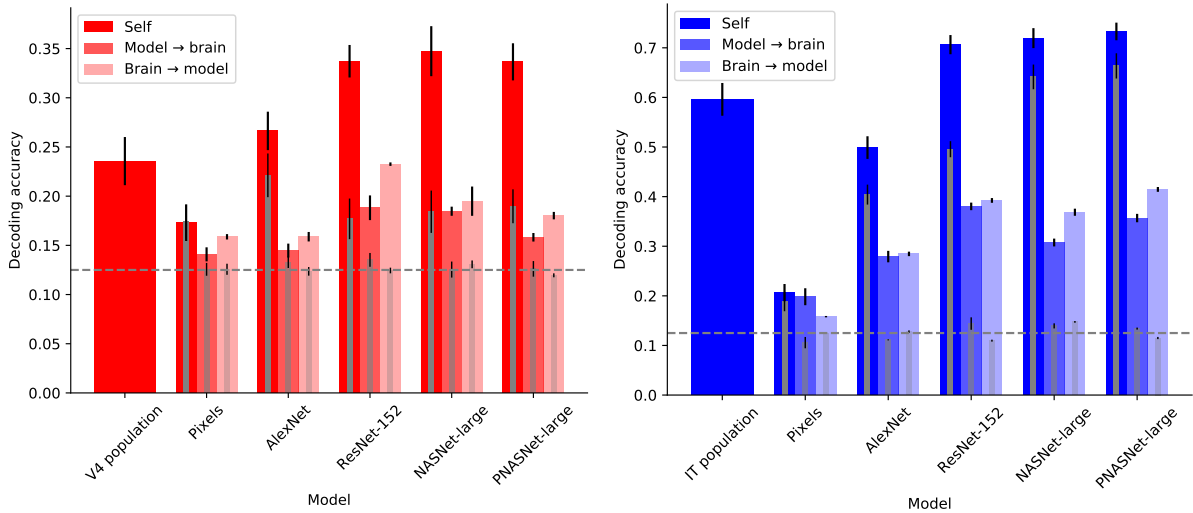 Self
Model → brain
Brain → model
Decoding accuracy
0.35
0.30
0.25
0.20
0.15
0.10
0.05
0.00
V4 population
Pixels
AlexNet
ResNet-152
NASNet-large
PNASNet-large
Model
Self
Model → brain
Brain → model
Decoding accuracy
0.7
0.6
0.5
0.4
0.3
0.2
0.1
0.0
IT population
Pixels
AlexNet
ResNet-152
NASNet-large
PNASNet-large
Model